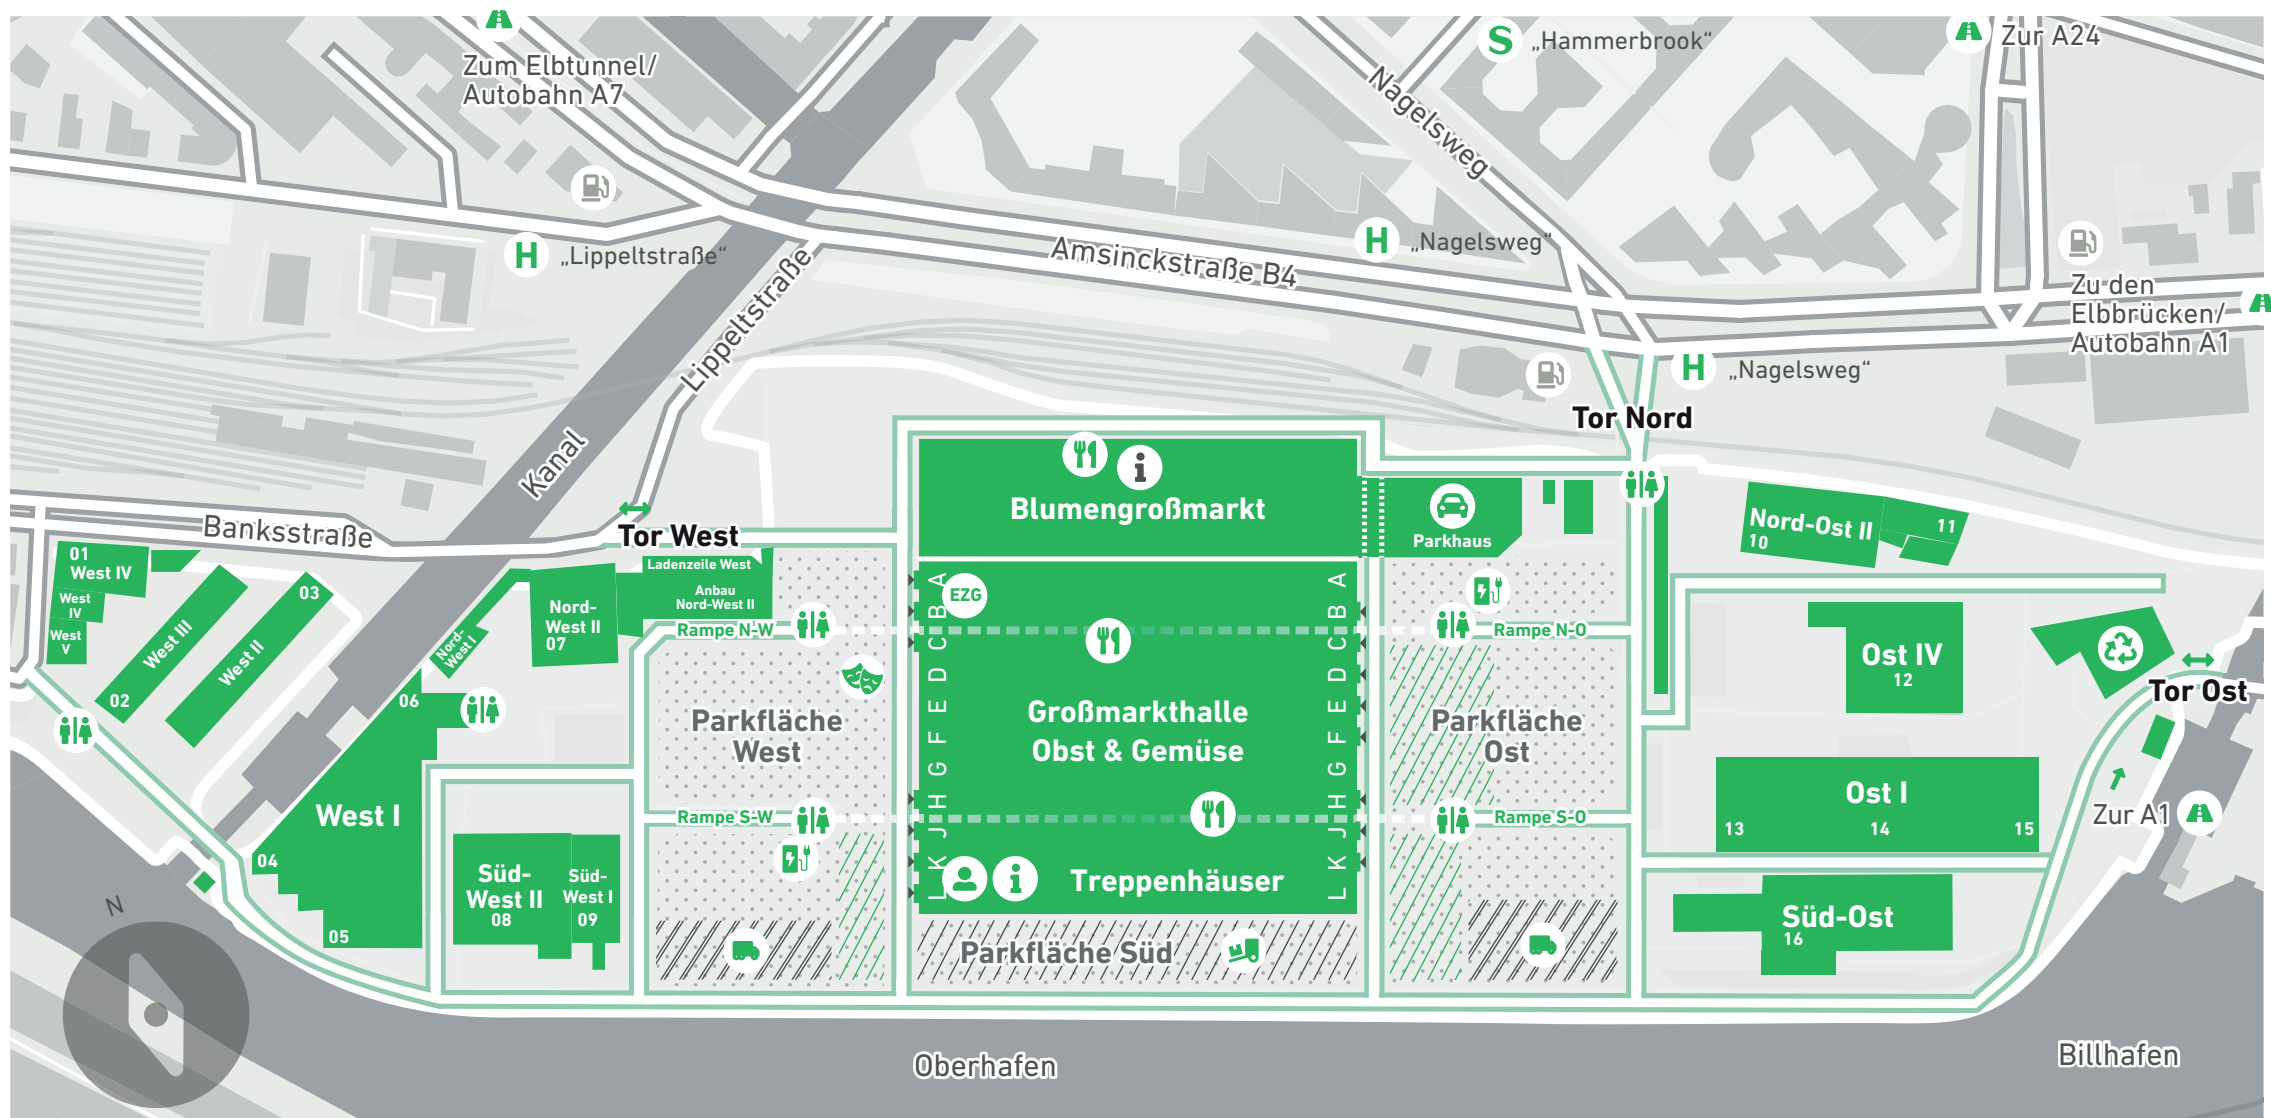 Zum Elbtunnel/
Autobahn A7
S
„Hammerbrook“
Zur A24
Nagelsweg
H
„Lippeltstraße“
H
„Nagelsweg“
Amsinckstraße B4
Lippeltstraße
Zu den
Elbbrücken/
Autobahn A1
H
„Nagelsweg“
Tor Nord
Kanal
Banksstraße
Tor West
Blumengroßmarkt
i
Parkhaus
Nord-Ost II
10
11
01
West IV
West
IV
West
V
West III
02
03
West II
Nord-
West I
Nord-
West II
07
Ladenzeile West
Anbau
Nord-West II
Rampe N-W
Rampe N-O
EZG
A
B
C
D
E
F
G
H
J
K
L
A
B
C
D
E
F
G
H
J
K
L
Großmarkthalle
Obst & Gemüse
Parkfläche
West
Parkfläche
Ost
Ost IV
12
Tor Ost
06
West I
04
05
Rampe S-W
Rampe S-O
Ost I
13
14
15
Zur A1
Süd-
West II
08
Süd-
West I
09
i
Treppenhäuser
Parkfläche Süd
Süd-Ost
16
N
Oberhafen
Billhafen